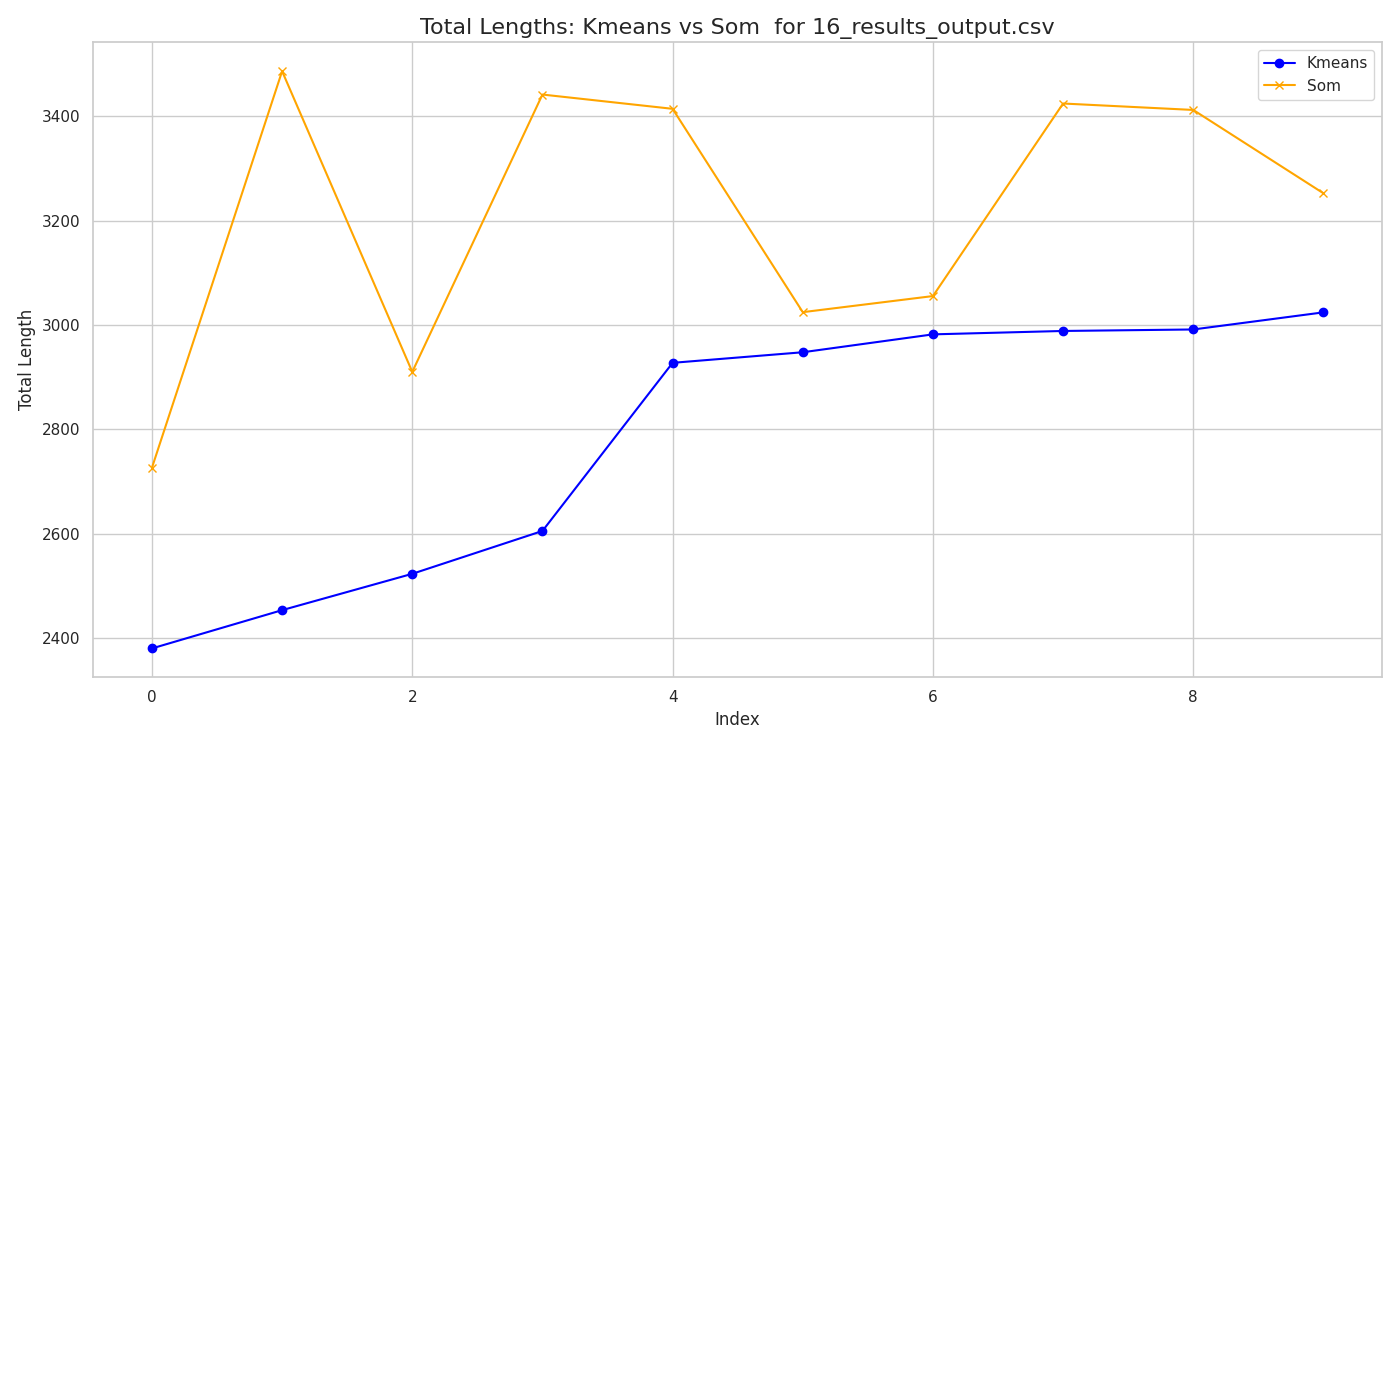 Total Lengths: Kmeans vs Som  for 16_results_output.csv
Kmeans
Som
Total Length
3400
3200
3000
2800
2600
2400
0 2 4 6 8
Index